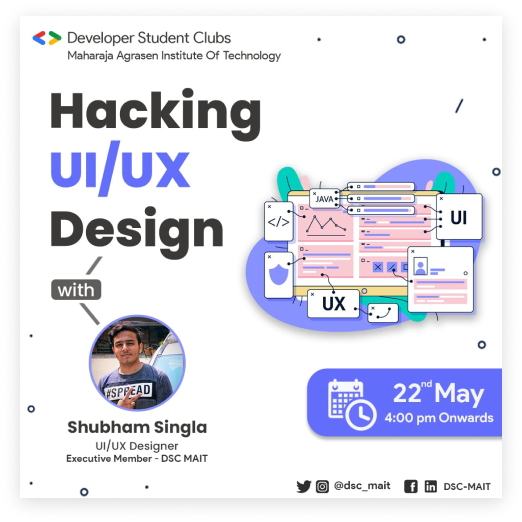 Developer Student Clubs
Maharaja Agrasen Institute Of Technology
Hacking
UI/UX
Design
with
JAVA
</>
UI
UX
#SPREAD
Shubham Singla
UI/UX Designer
Executive Member - DSC MAIT
22nd May
4:00 pm Onwards
@dsc_mait
DSC-MAIT